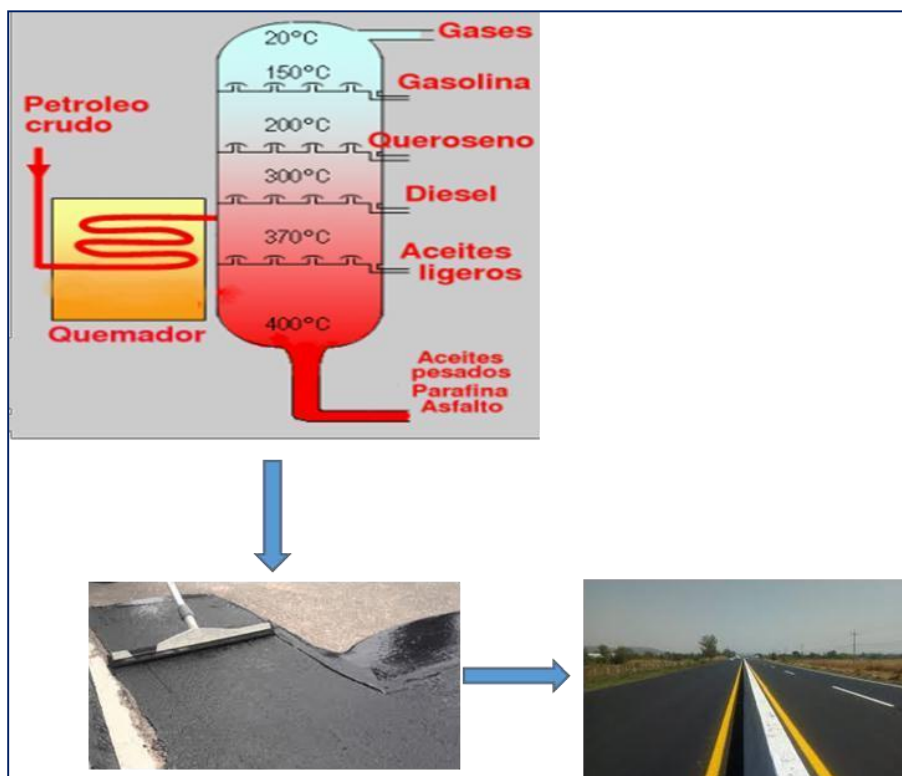 20°C
Gases
150°C
Gasolina
Petroleo
crudo
200°C
Queroseno
300°C
Diesel
370°C
Aceites
ligeros
Quemador
400°C
Aceites
pesados
Parafina
Asfalto